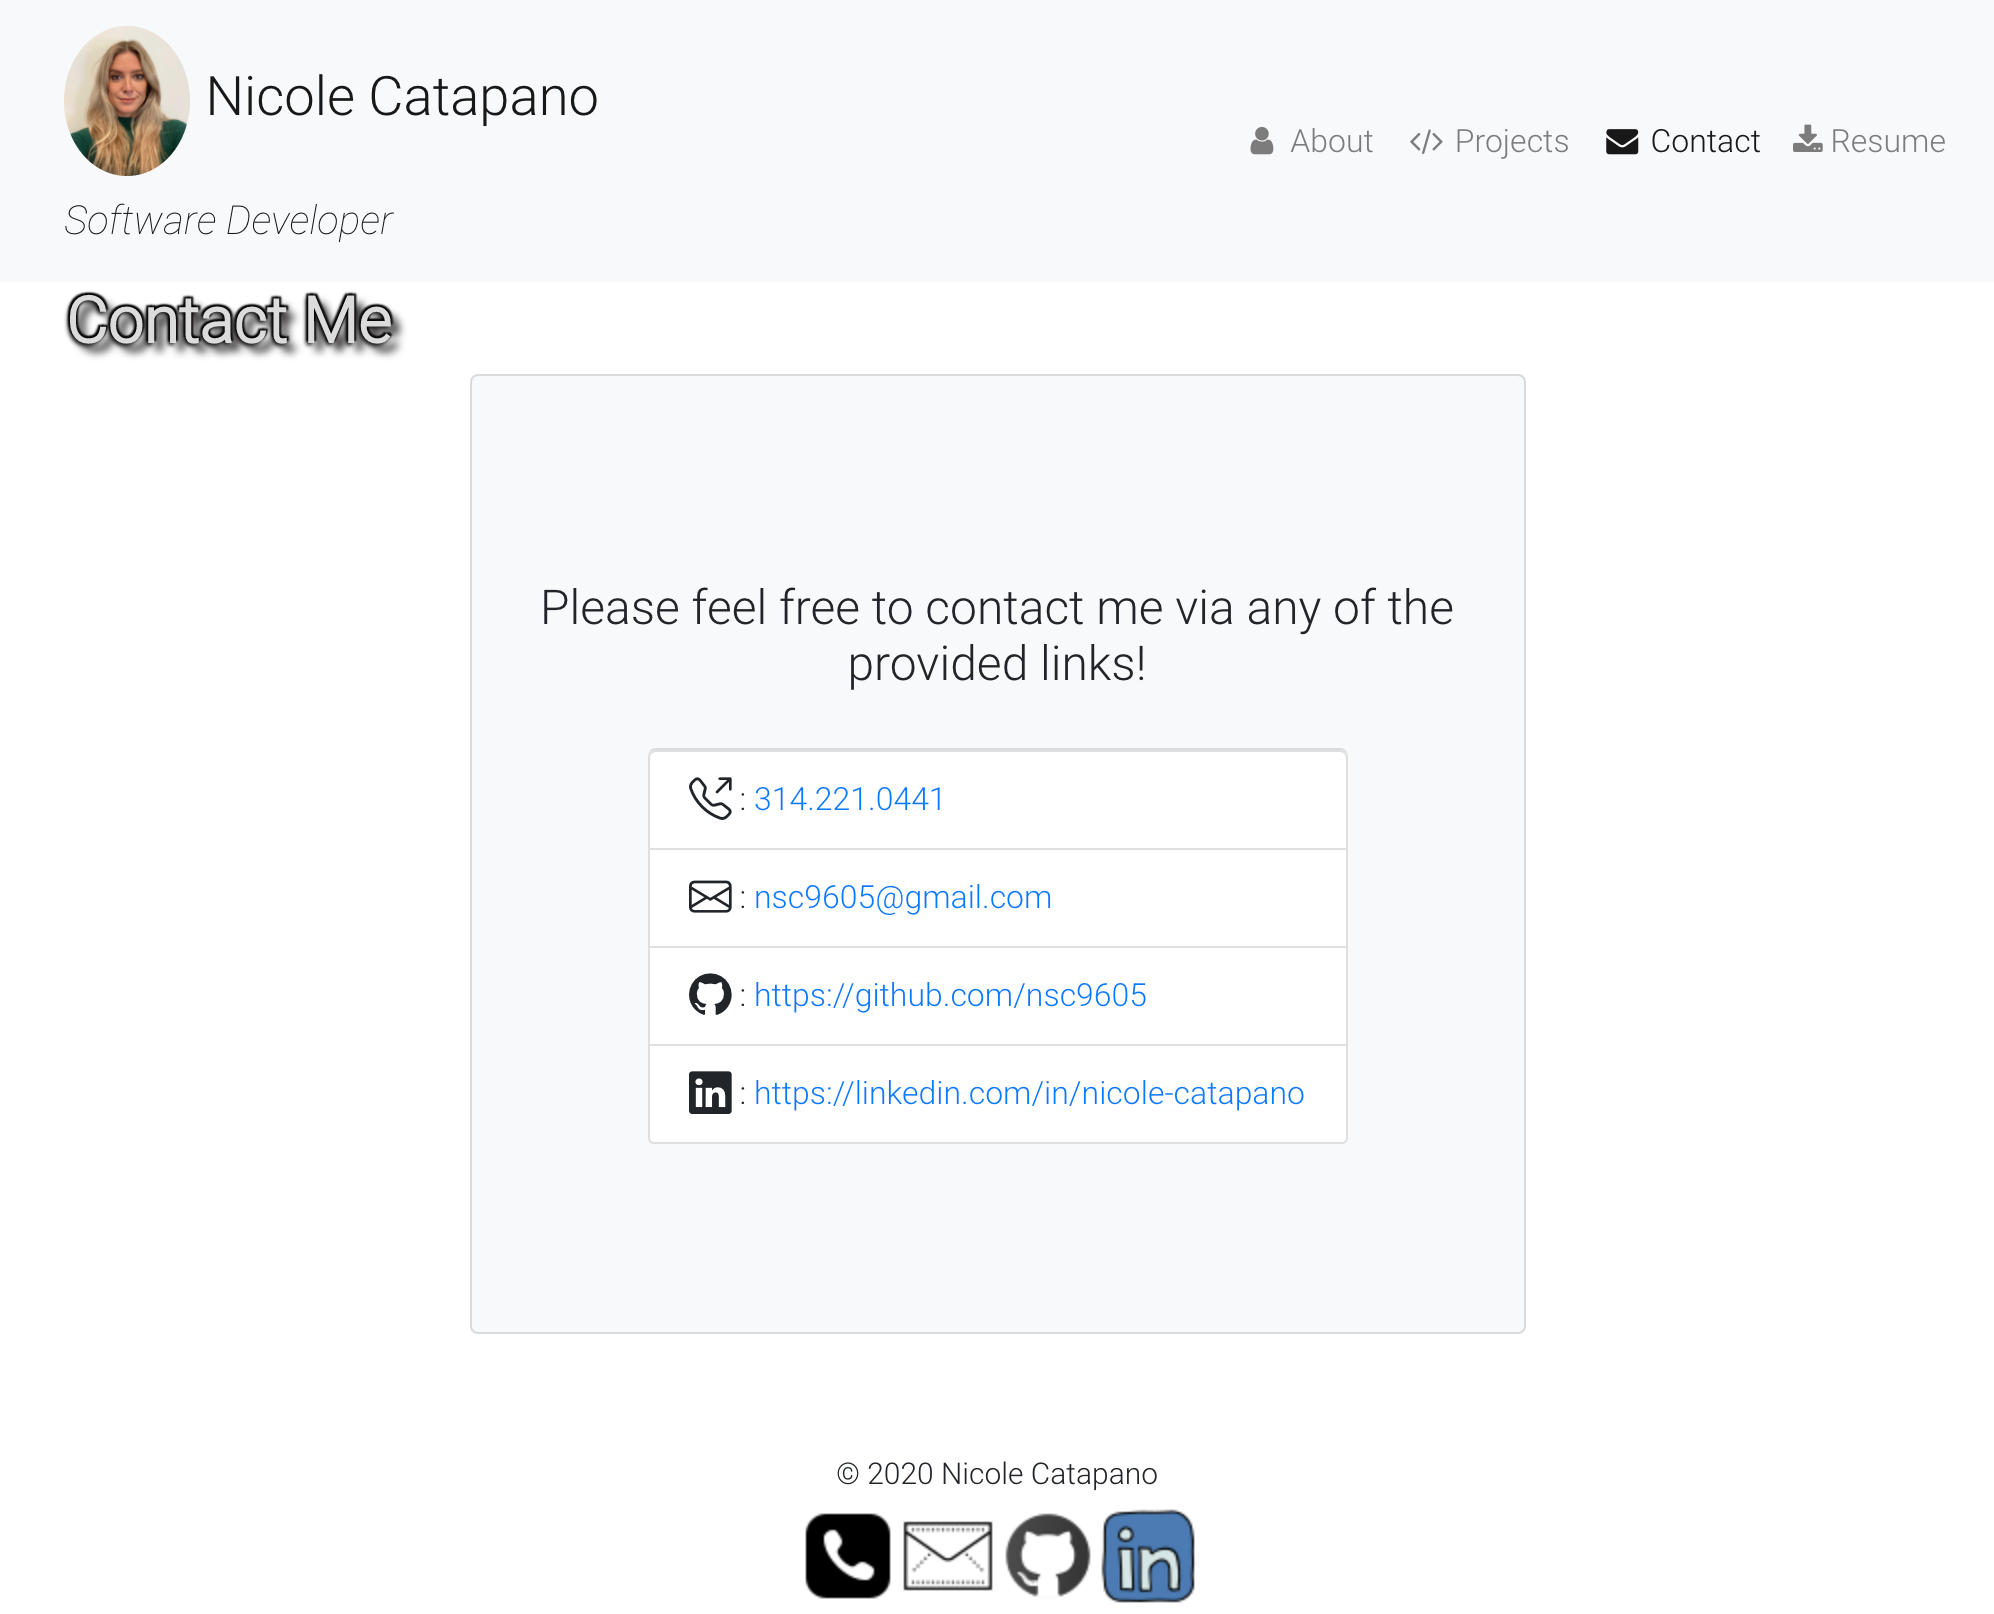 Nicole Catapano
About
Projects
Contact
Resume
Software Developer
Contact Me
Please feel free to contact me via any of the
provided links!
: 314.221.0441
: nsc9605@gmail.com
: https://github.com/nsc9605
in : https://linkedin.com/in/nicole-catapano
© 2020 Nicole Catapano
in